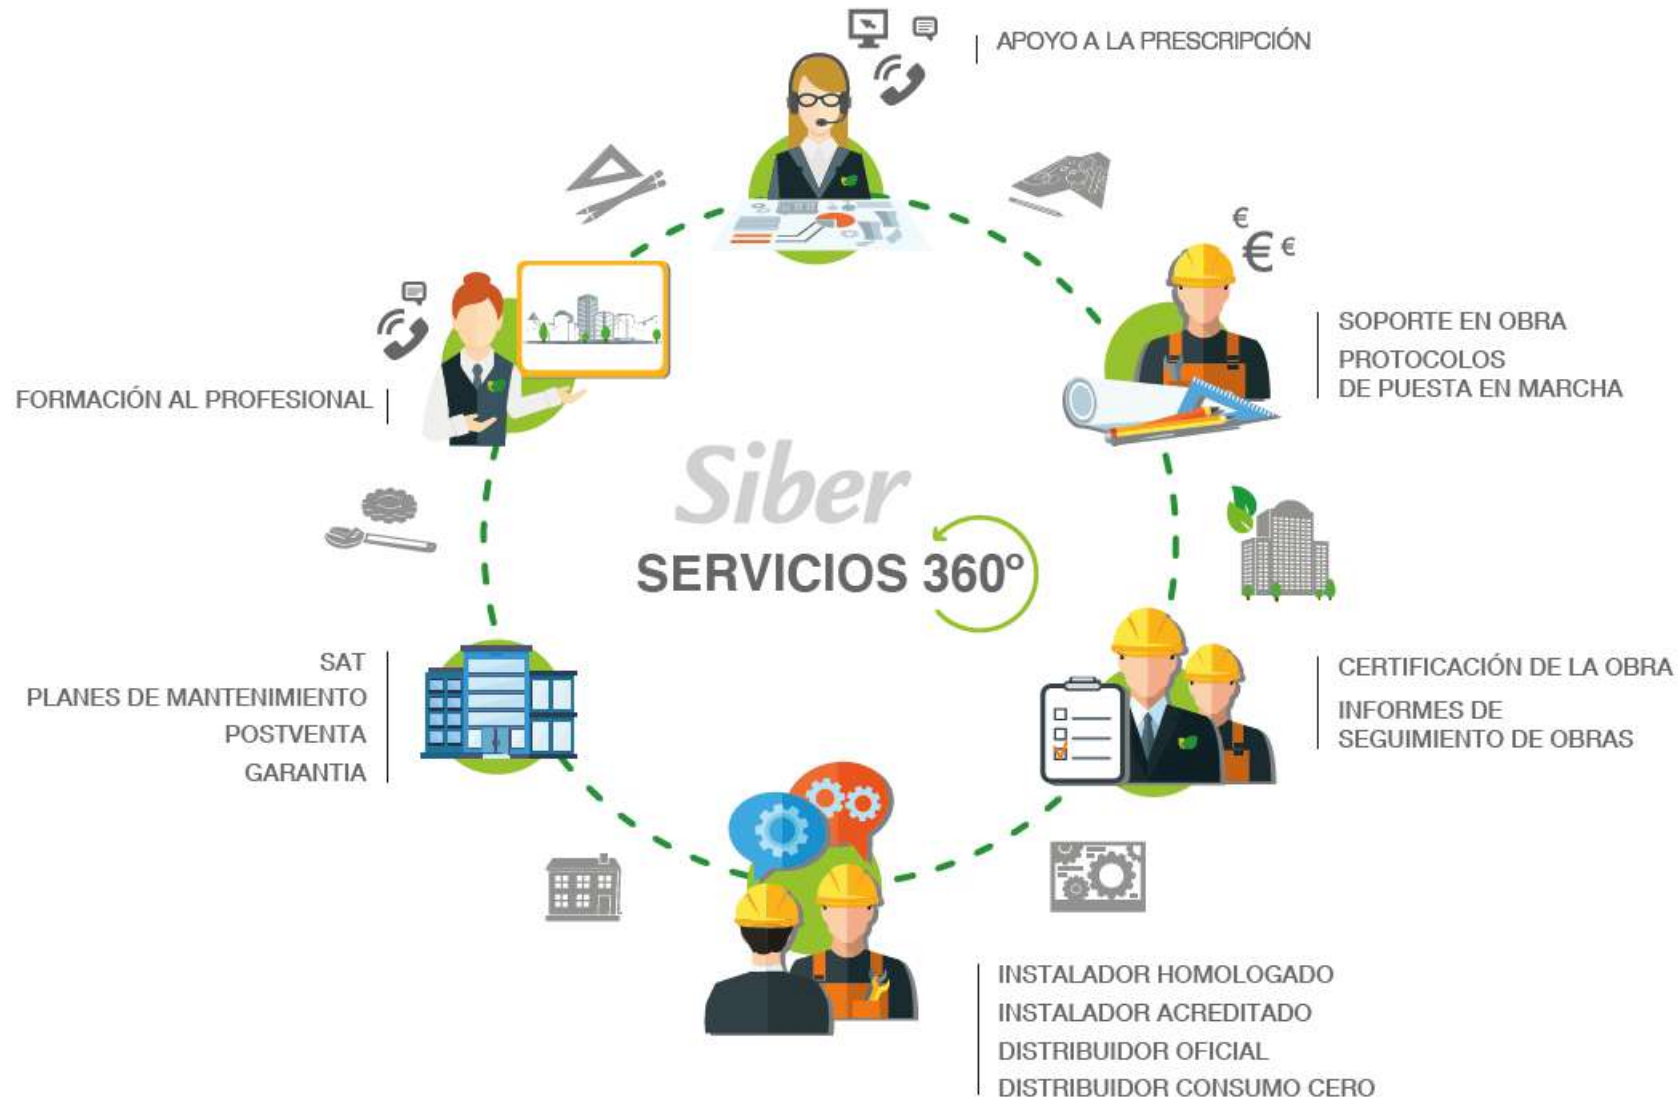 APOYO A LA PRESCRIPCIÓN
€
€ €
SOPORTE EN OBRA
PROTOCOLOS
DE PUESTA EN MARCHA
FORMACIÓN AL PROFESIONAL
Siber
SERVICIOS 360º
SAT
PLANES DE MANTENIMIENTO
POSTVENTA
GARANTIA
CERTIFICACIÓN DE LA OBRA
INFORMES DE
SEGUIMIENTO DE OBRAS
INSTALADOR HOMOLOGADO
INSTALADOR ACREDITADO
DISTRIBUIDOR OFICIAL
DISTRIBUIDOR CONSUMO CERO